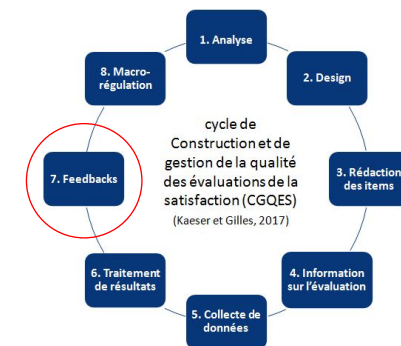 1. Analyse
2. Design
3. Rédaction
des items
4. Information
sur l'évaluation
5. Collecte de
données
6. Traitement
de résultats
7. Feedbacks
8. Macro-
régulation
cycle de
Construction et de
gestion de la qualité
des évaluations de la
satisfaction (CGQES)
(Kaeser et Gilles, 2017)